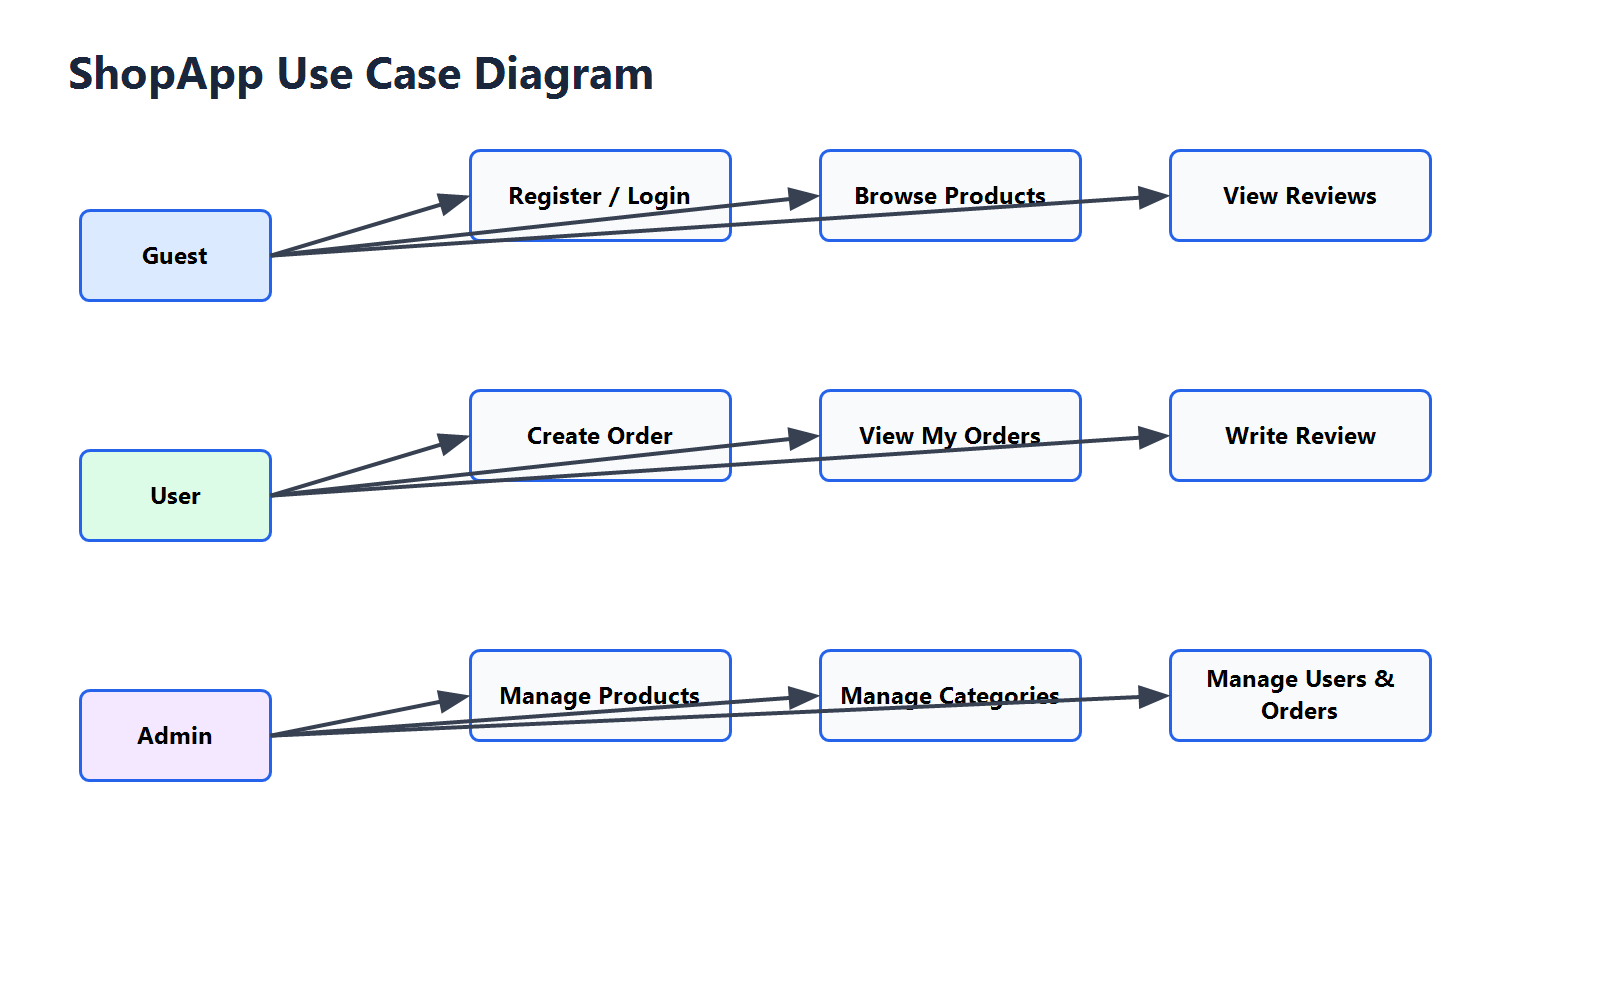 ShopApp Use Case Diagram
Register / Login
Browse Products
View Reviews
Guest
Create Order
View My Orders
Write Review
User
Manage Products
Manage Categories
Manage Users &
Orders
Admin